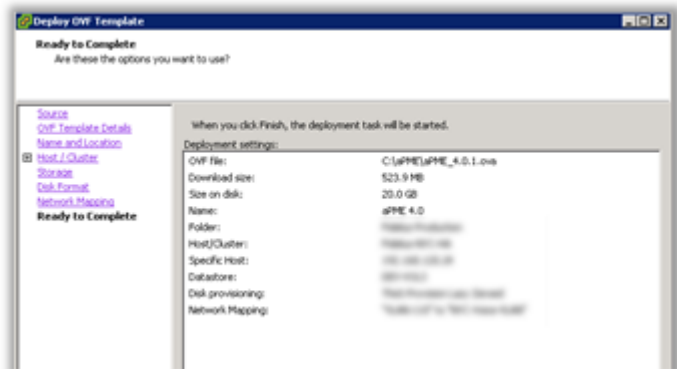 Deploy OVF Template
Ready to Complete
Are these the options you want to use?
Source
OVF Template Details
Name and Location
Host / Cluster
Storage
Disk Format
Network Mapping
Ready to Complete
When you click Finish, the deployment task will be started.
Deployment settings:
OVF file: C:\aPME\aPME_4.0.1.ova
Download size: 523.9 MB
Size on disk: 20.0 GB
Name: aPME 4.0
Folder:
Host/Cluster:
Specific Host:
Datastore:
Disk provisioning:
Network Mapping: